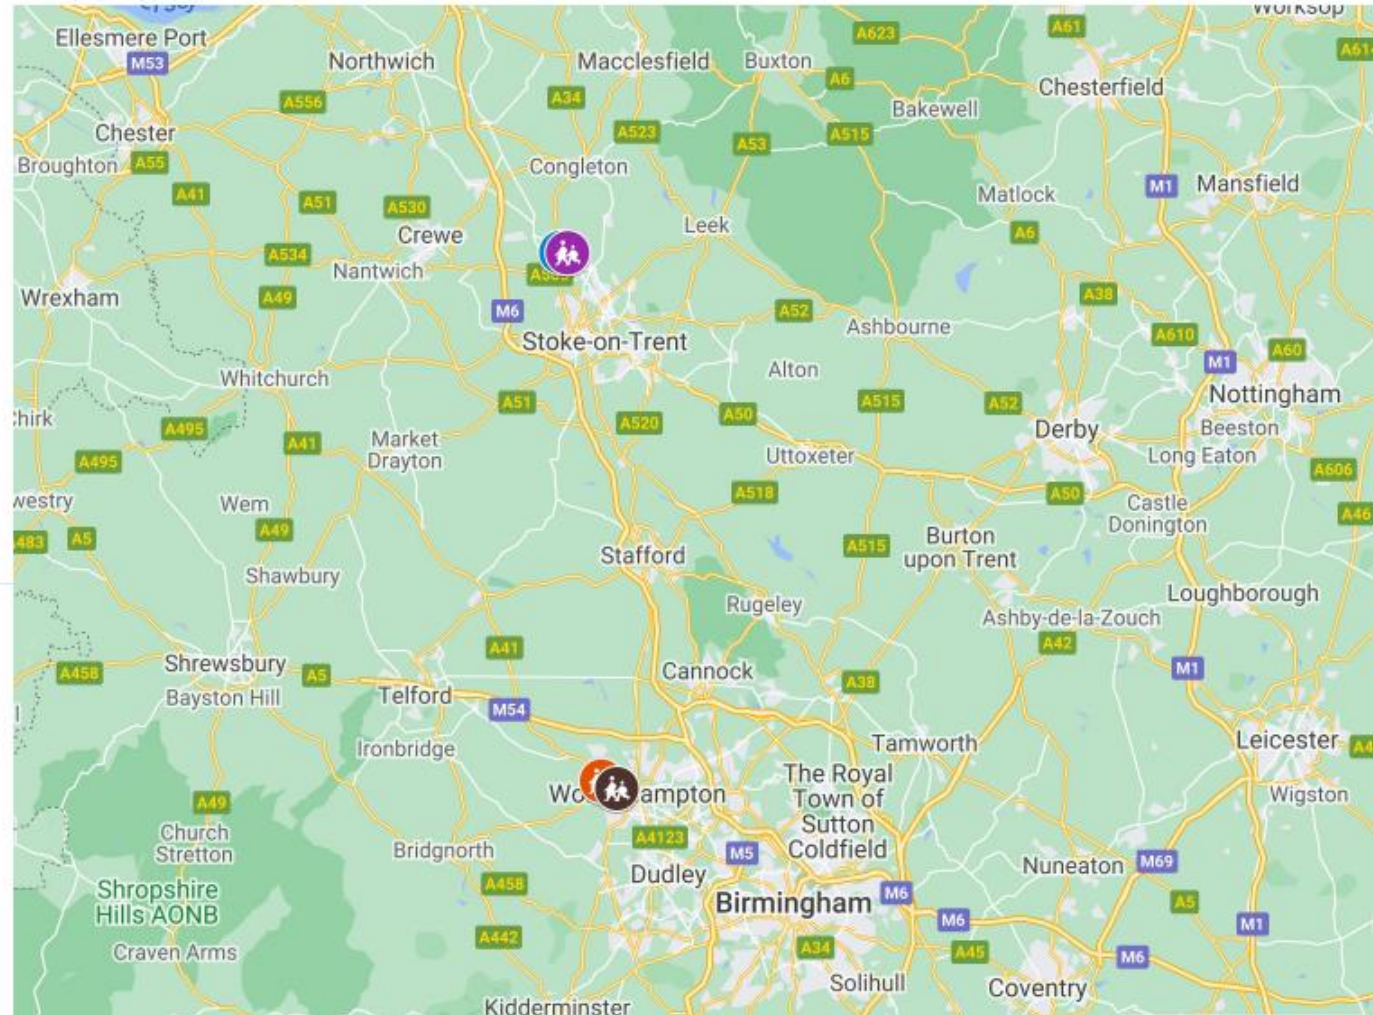 Ellesmere Port
M53
Northwich
Macclesfield
Buxton
A623
A61
Worksop
A6
Chesterfield
A556
A34
Bakewell
Chester
A523
A53
A515
Broughton
A55
Congleton
A41
A51
A530
M1
Mansfield
Matlock
Crewe
Leek
A6
A534
Nantwich
Wrexham
A49
M6
A52
A38
Ashbourne
A610
Stoke-on-Trent
M1
A60
Whitchurch
Alton
Nottingham
A51
A515
A52
hirk
A495
A41
Market
Drayton
A520
A50
Derby
Beeston
Long Eaton
A495
Uttoxeter
A606
westry
Wem
A518
A50
Castle
Donington
A46
A49
A483
A5
Stafford
A515
Burton
upon Trent
Shawbury
Rugeley
Loughborough
Ashby-de-la-Zouch
A41
A42
Shrewsbury
A458
A5
Cannock
M1
Bayston Hill
Telford
A38
M54
Ironbridge
Tamworth
Leicester
The Royal
Town of
Sutton
Coldfield
Wo ampton
Wigston
A49
Church
Stretton
Bridgnorth
A4123
M5
Nuneaton
M69
Dudley
Shropshire
Hills AONB
A458
Birmingham
M6
A5
M6
M1
A442
A34
A45
M6
Craven Arms
Solihull
Coventry
Kidderminster